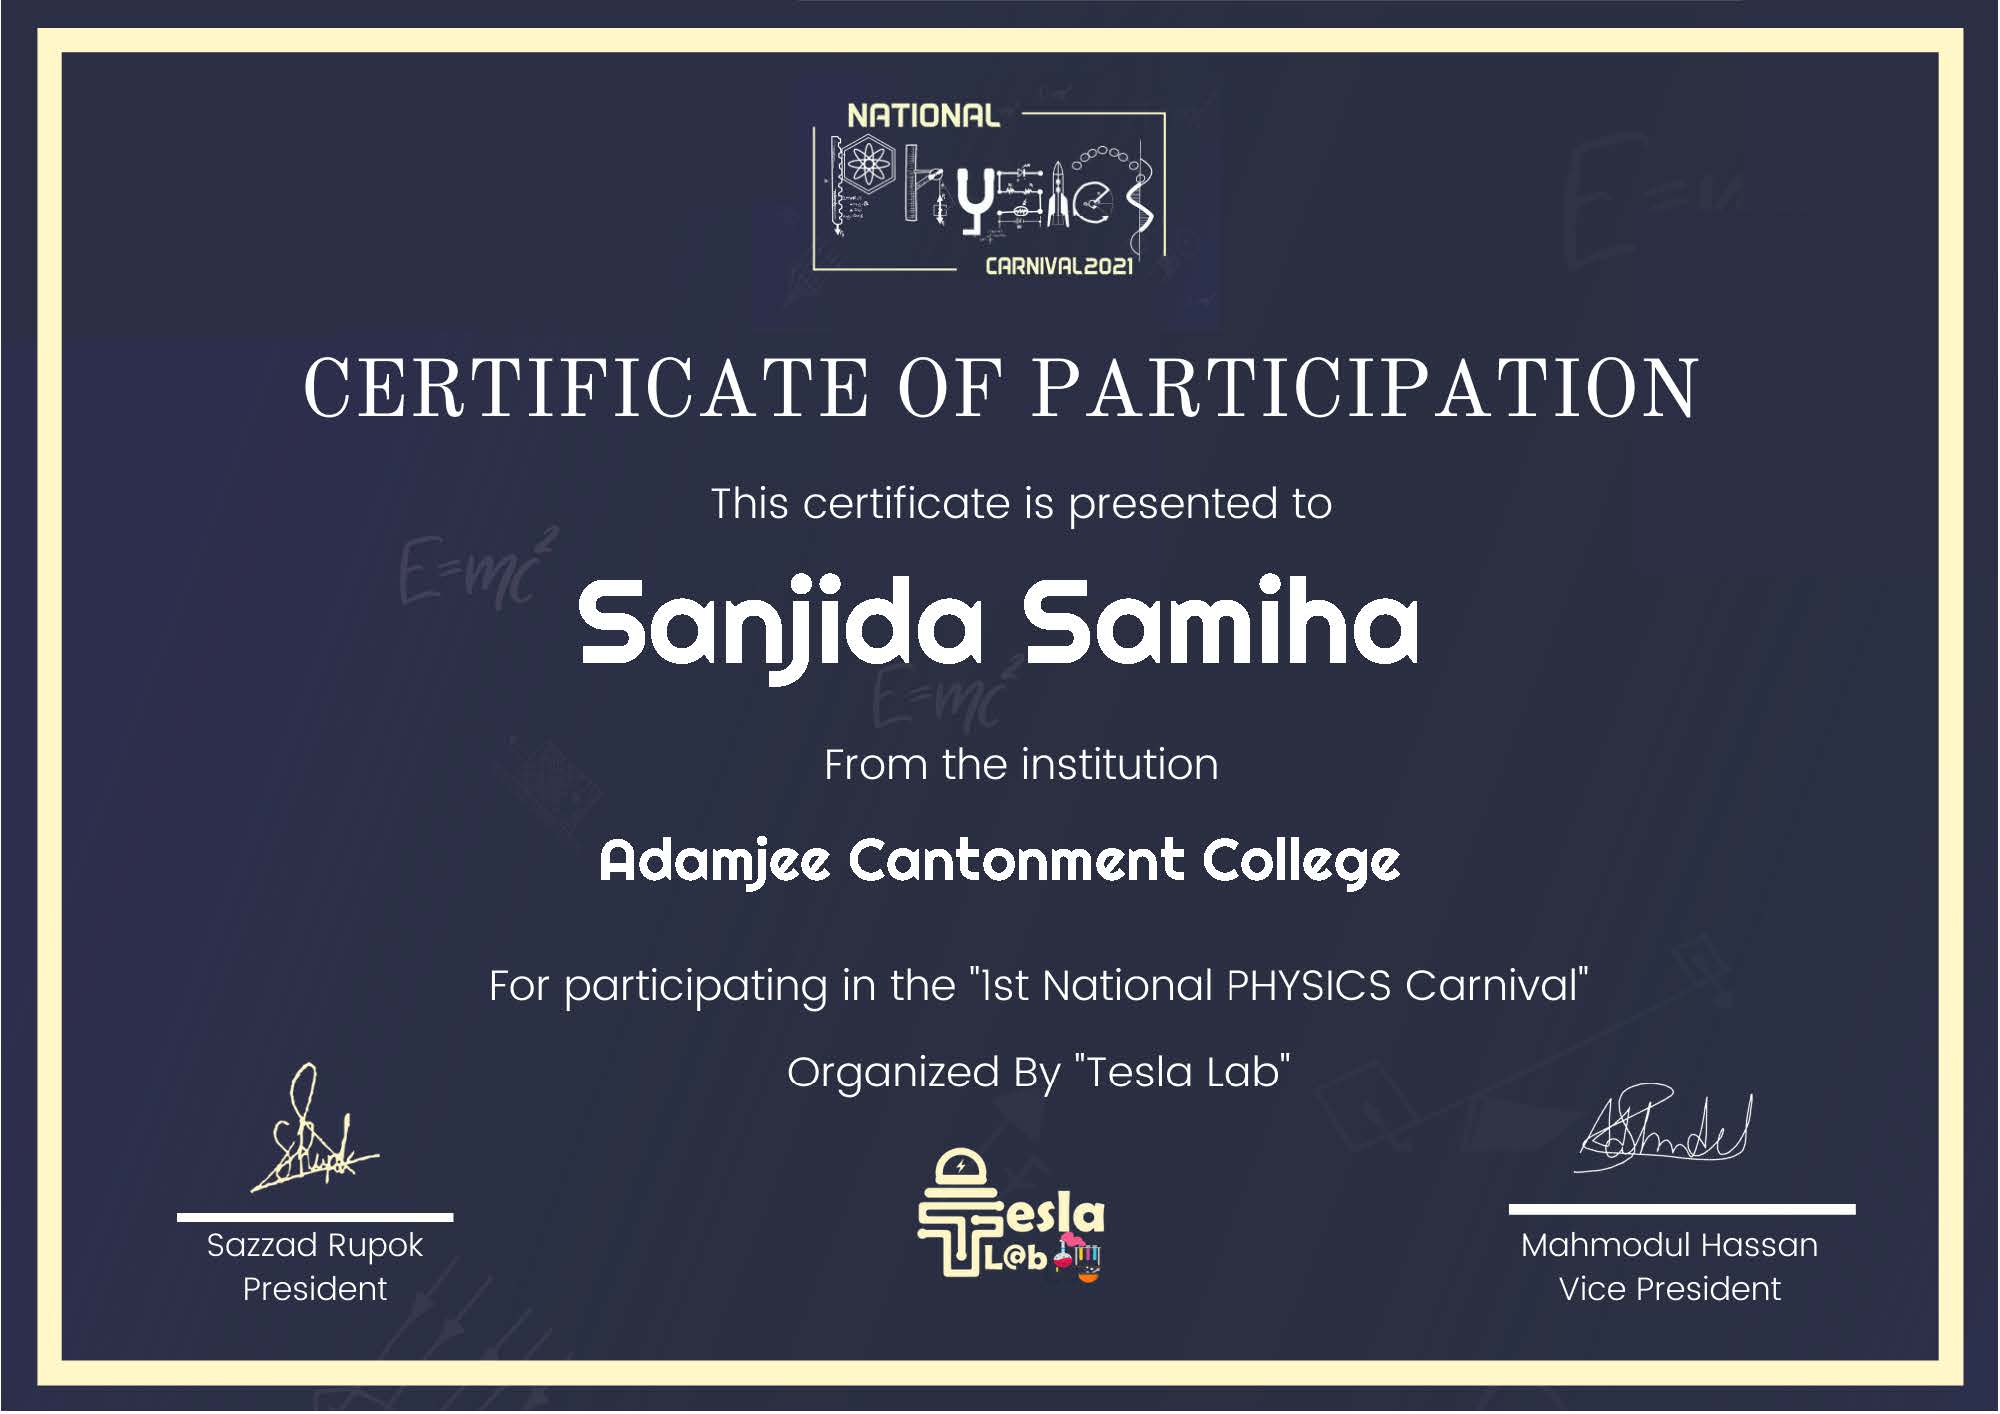 NATIONAL
PhYSICS
CARNIVAL2021
CERTIFICATE OF PARTICIPATION
This certificate is presented to
E=mc²
Sanjida Samiha
E=mc²
From the institution
Adamjee Cantonment College
For participating in the "1st National PHYSICS Carnival"
Organized By "Tesla Lab"
Tesla
L@b
Sazzad Rupok
President
Mahmodul Hassan
Vice President